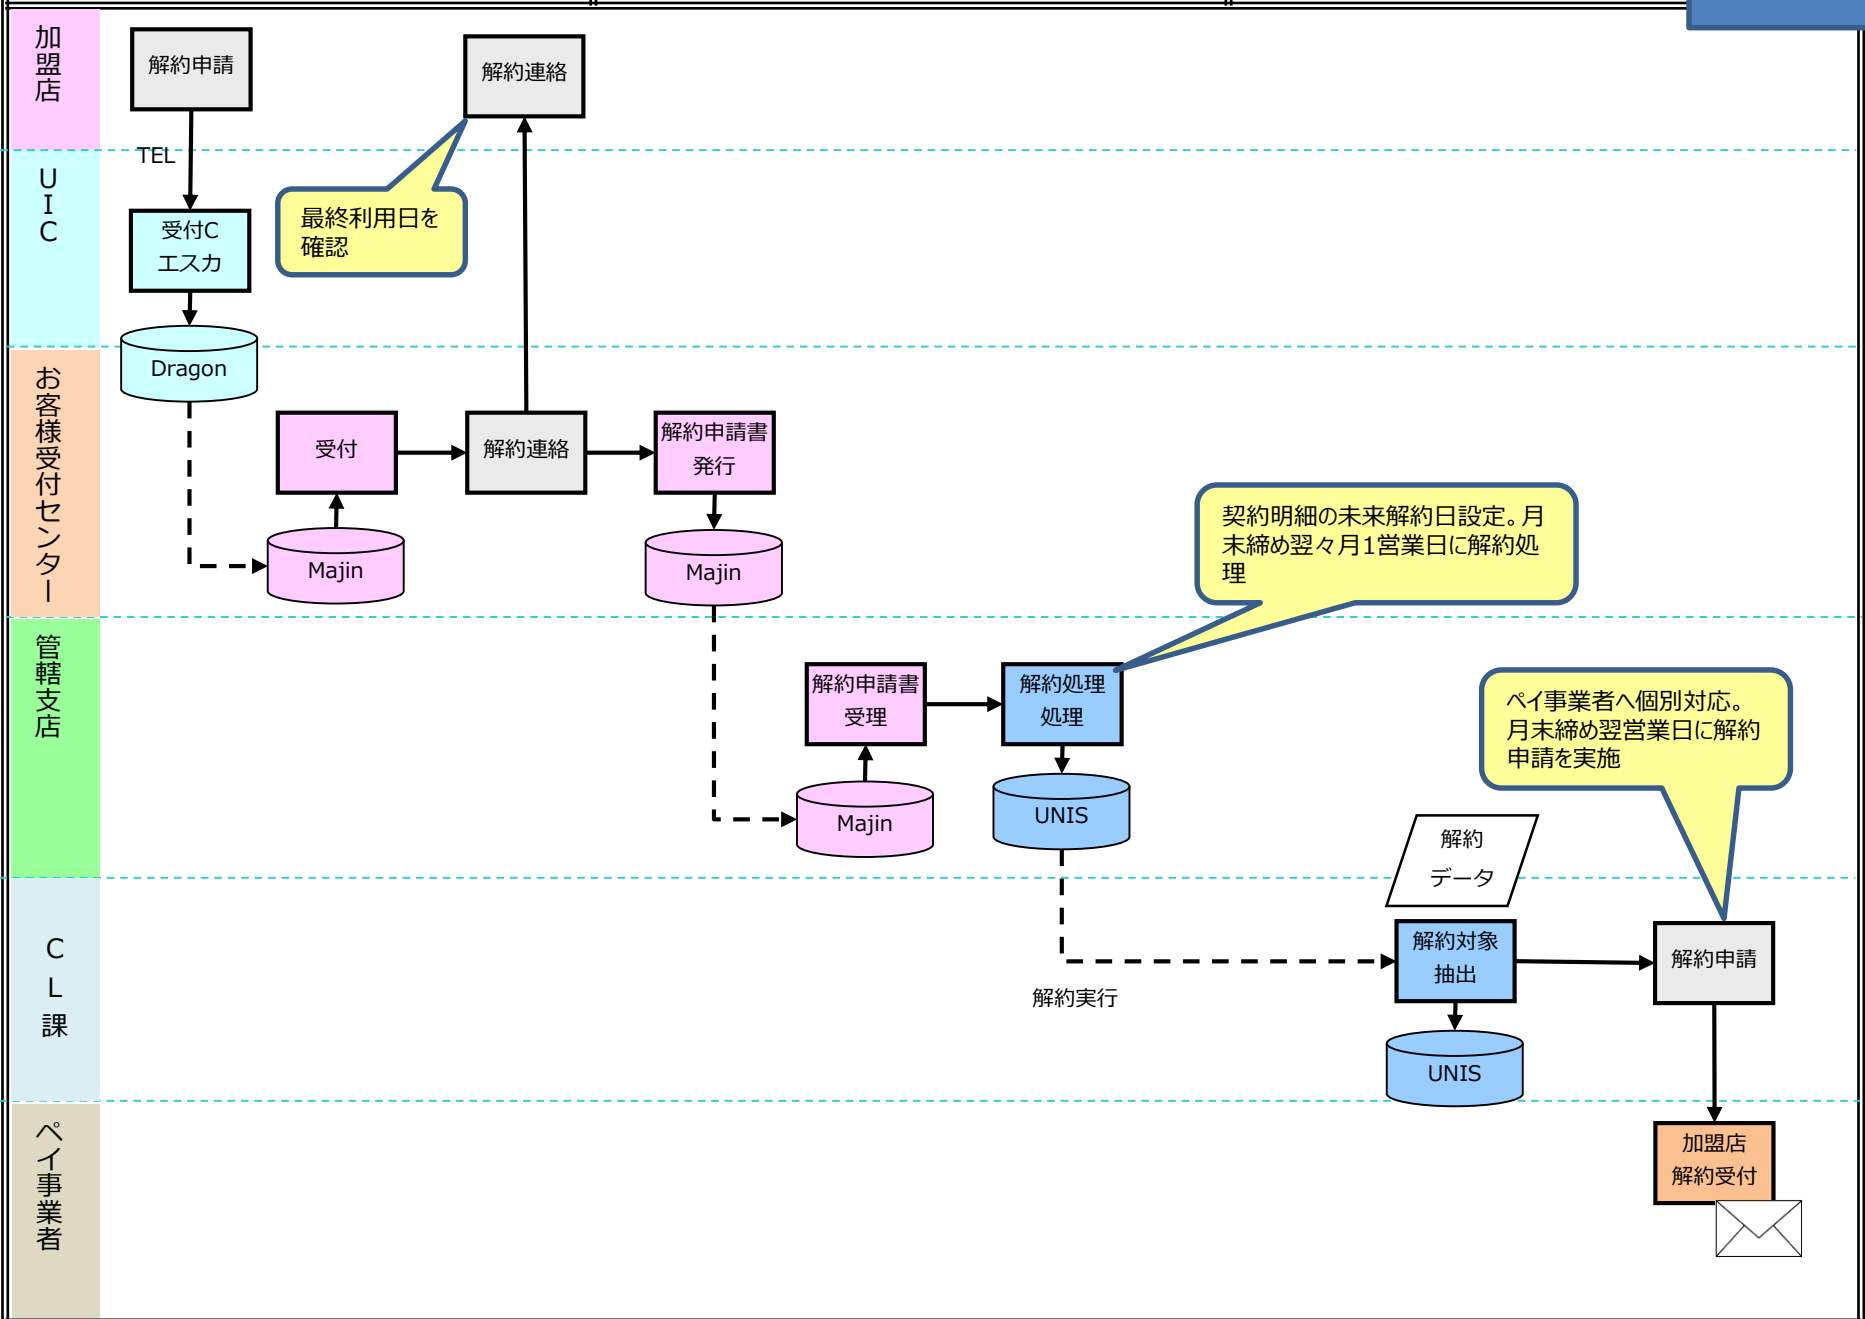 加盟店
解約申請
解約連絡
TEL
UIC
受付C
エスカ
最終利用日を
確認
Dragon
お客様受付センター
受付
解約連絡
解約申請書
発行
Majin
Majin
契約明細の未来解約日設定。月
末締め翌々月1営業日に解約処
理
管轄支店
解約申請書
受理
解約処理
処理
Majin
UNIS
ペイ事業者へ個別対応。
月末締め翌営業日に解約
申請を実施
解約
データ
CL課
解約対象
抽出
解約申請
解約実行
UNIS
ペイ事業者
加盟店
解約受付